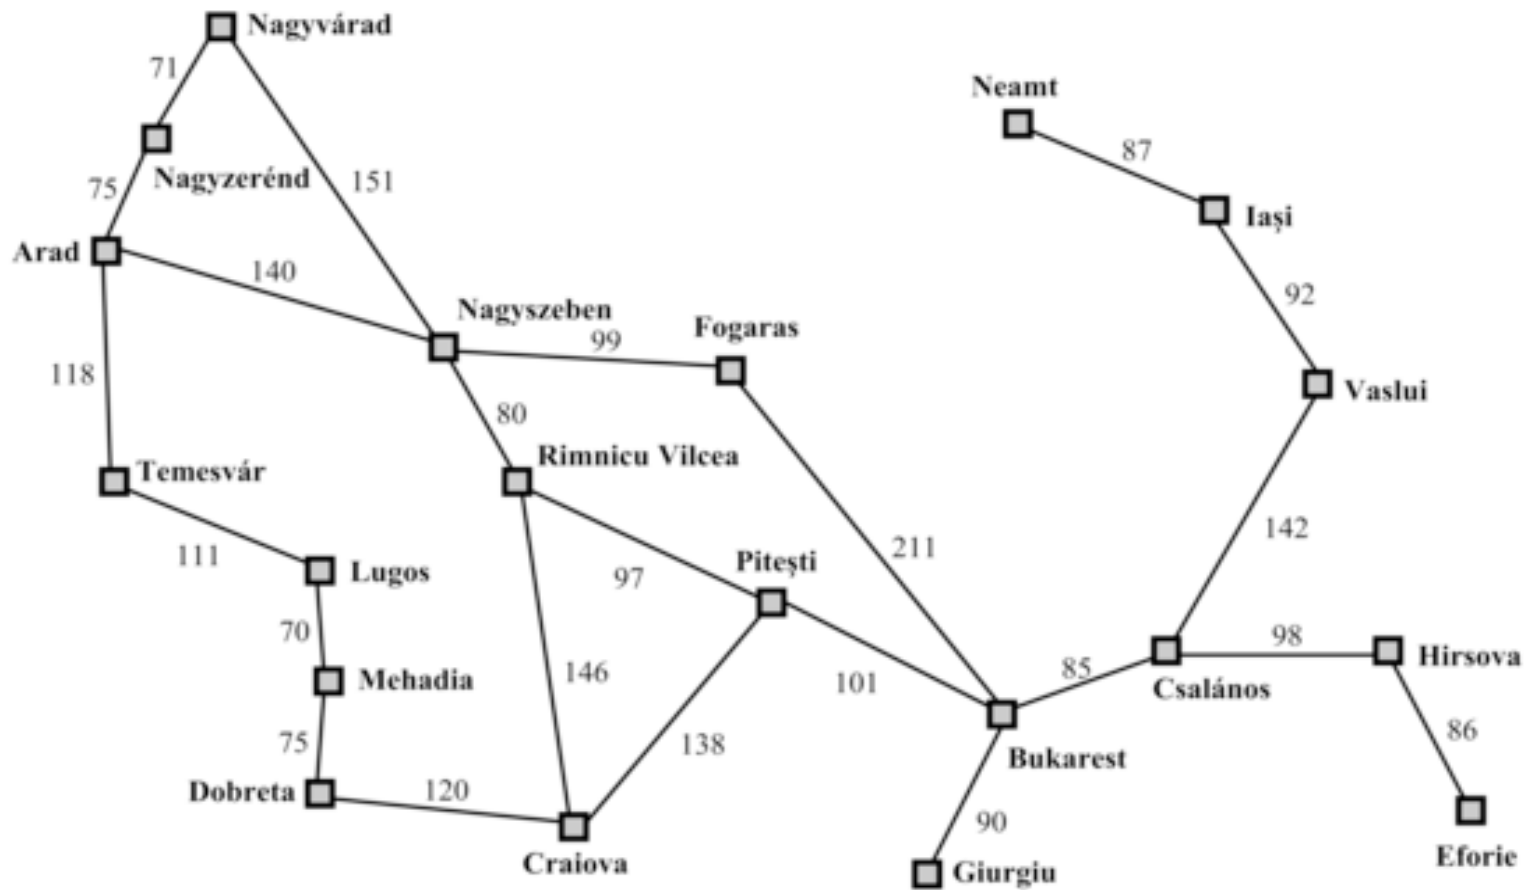 Nagyvárad
71
Neamt
87
Nagyzerénd
75
151
Iași
Arad
140
92
Nagyszeben
Fogaras
99
118
Vaslui
80
Rimnicu Vilcea
Temesvár
142
211
111
Pitești
Lugos
97
70
98
Hirsova
146
85
Mehadia
101
Csalános
86
75
138
Bukarest
Dobreta
120
90
Craiova
Giurgiu
Eforie